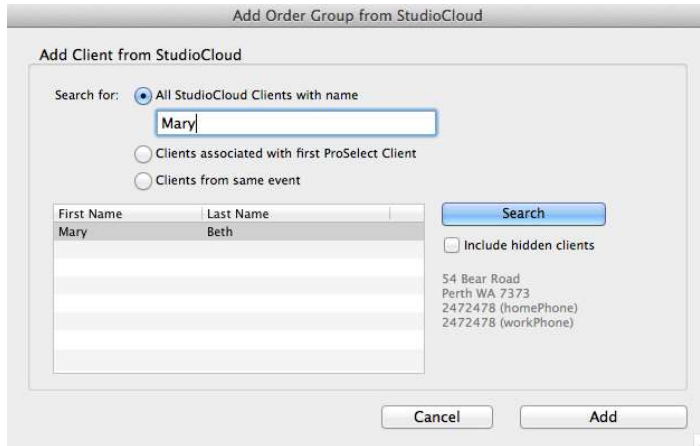 Add Order Group from StudioCloud
Add Client from StudioCloud
Search for: All StudioCloud Clients with name
Mary
Clients associated with first ProSelect Client
Clients from same event
First Name Last Name
Mary Beth
Search
Include hidden clients
54 Bear Road
Perth WA 7373
2472478 (homePhone)
2472478 (workPhone)
Cancel Add